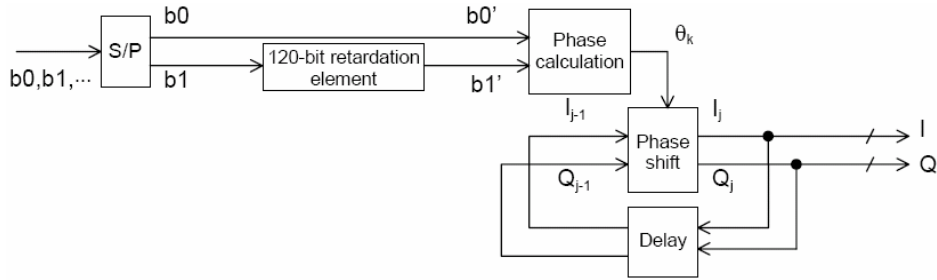 b0
b0'
S/P
b0,b1,···
b1
120-bit retardation
element
b1'
Phase
calculation
θk
Ij-1
Ij
I
Phase
shift
Qj-1
Qj
Q
Delay